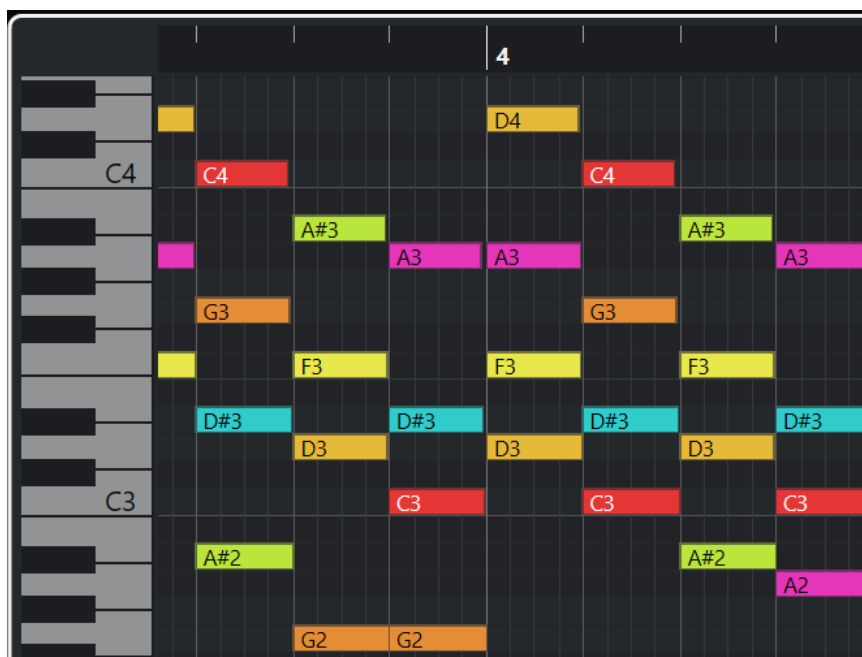 4
D4
C4 C4 C4
A#3 A#3
A3 A3 A3
G3 G3
F3 F3 F3
D#3 D#3 D#3 D#3
D3 D3 D3
C3 C3 C3 C3
A#2 A#2
A2
G2 G2